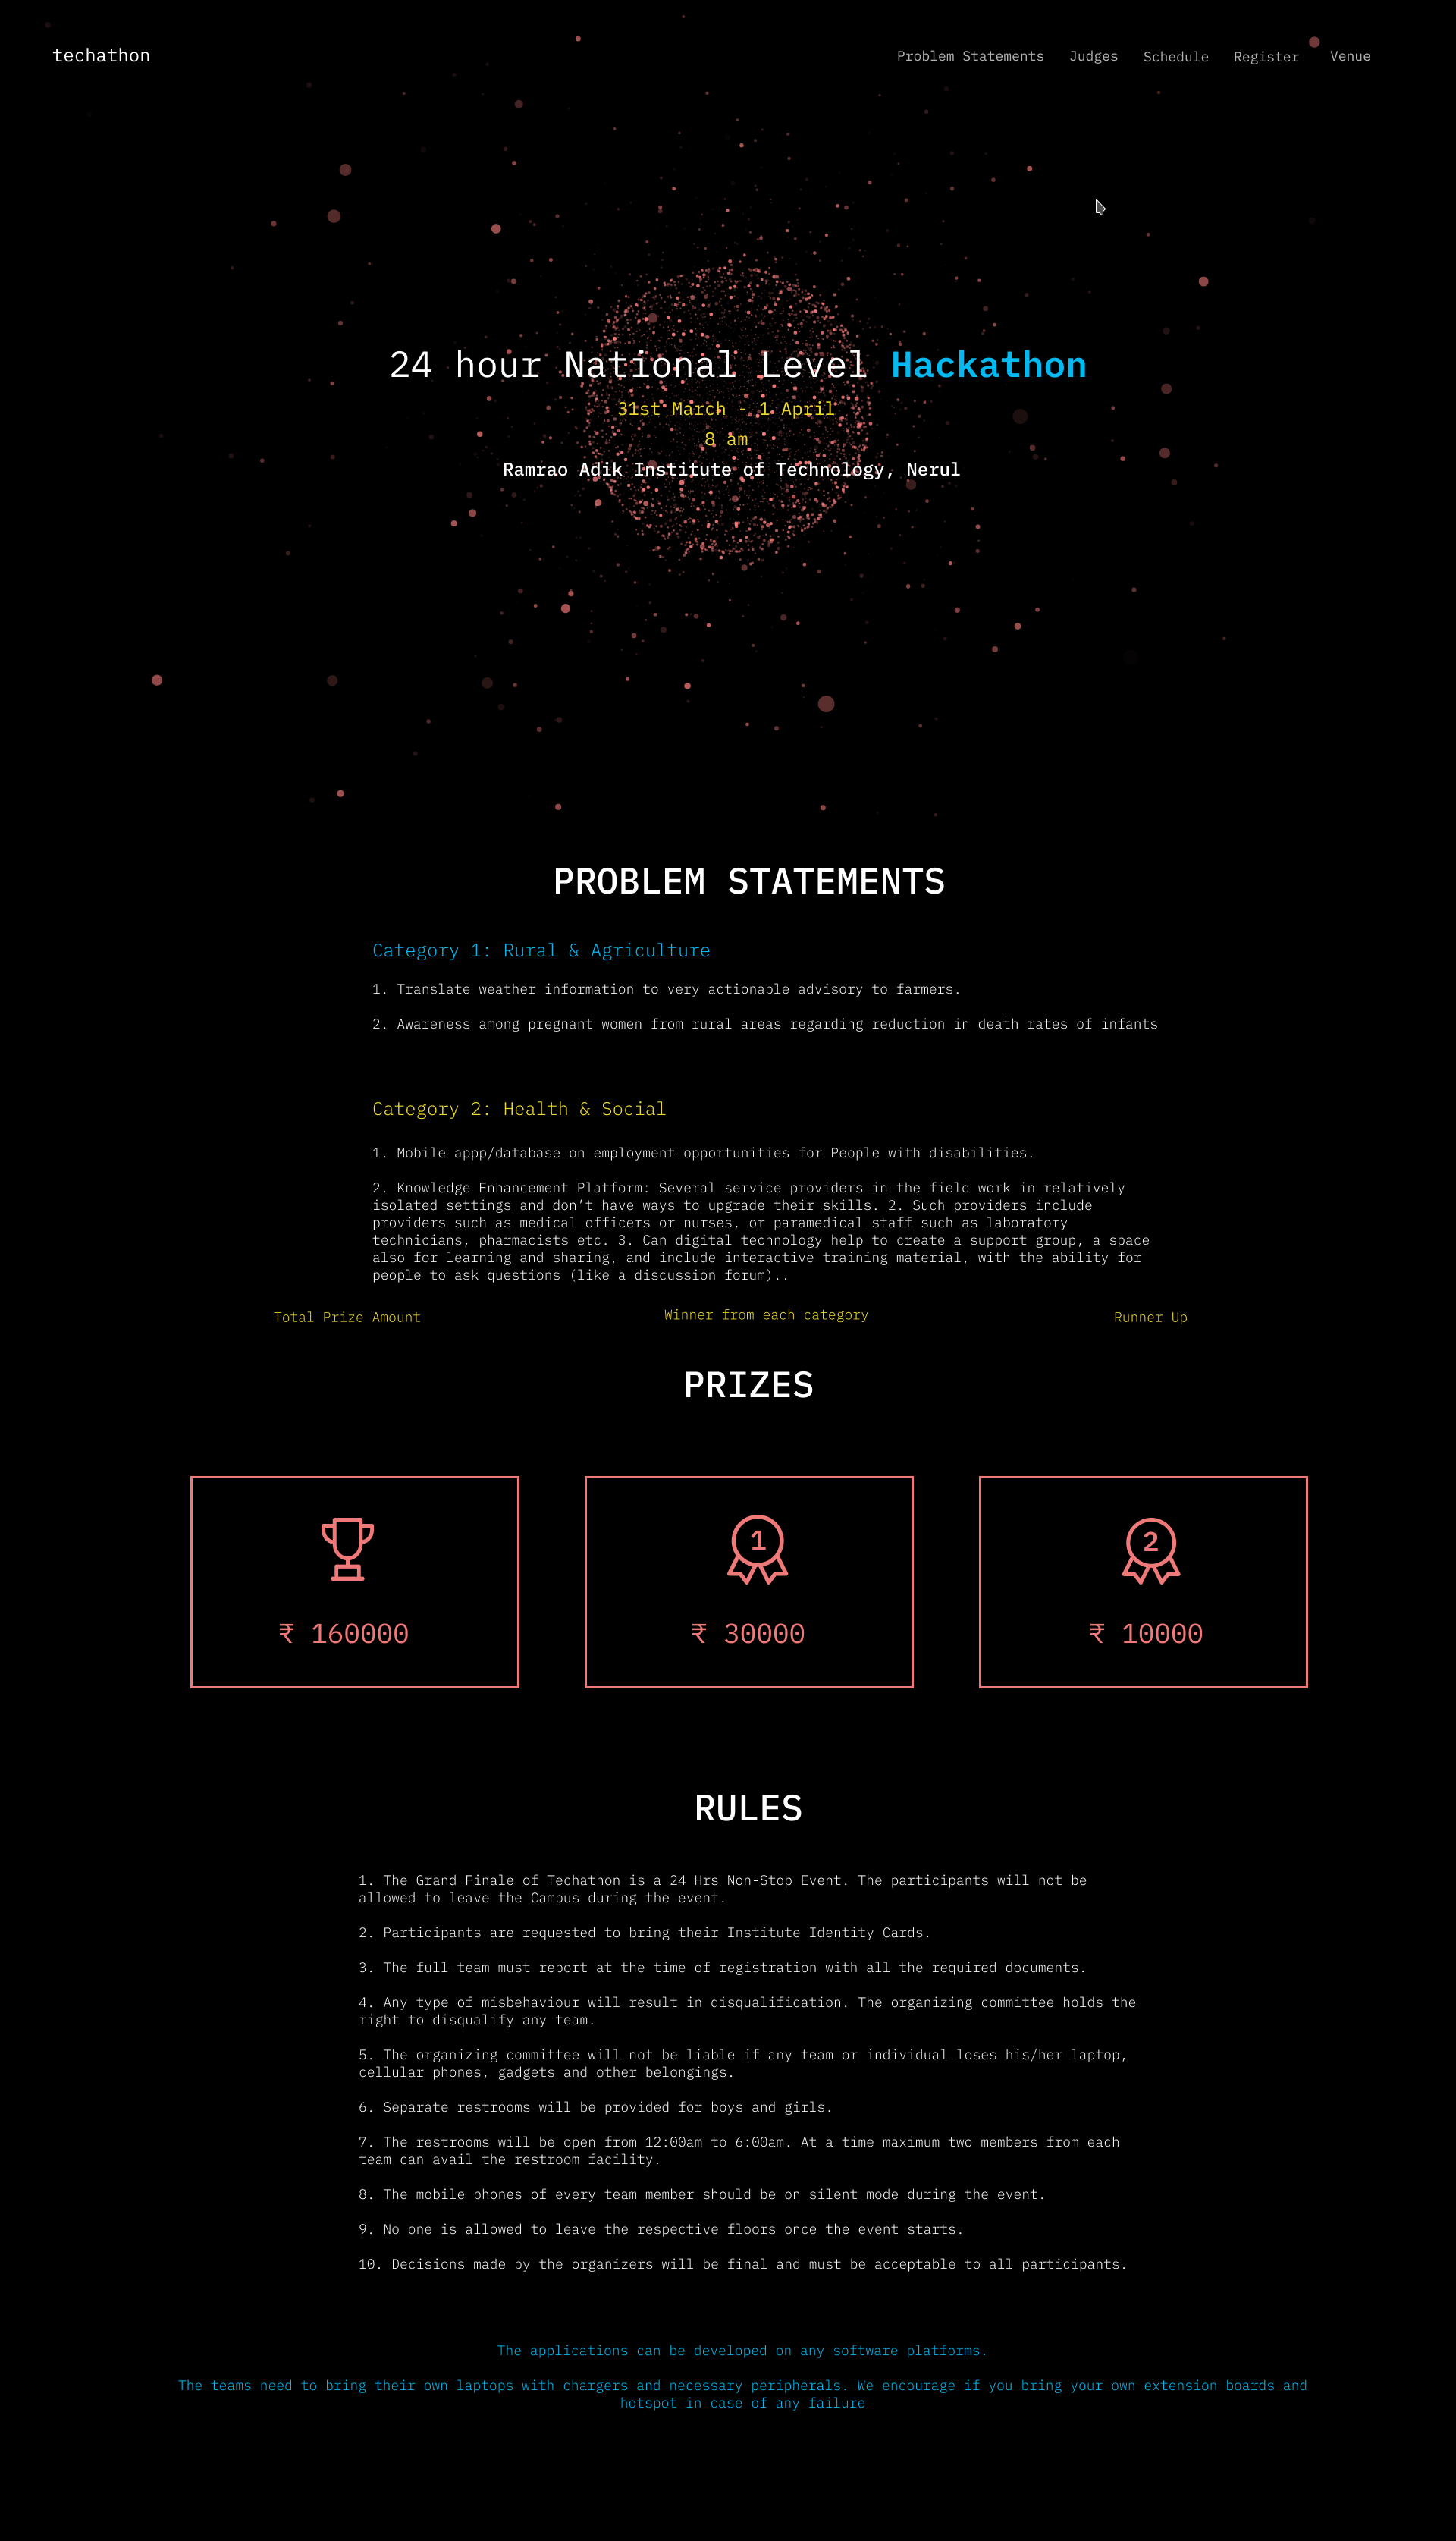 techathon
Problem Statements Judges Schedule Register Venue
24 hour National Level Hackathon
31st March - 1 April
8 am
Ramrao Adik Institute of Technology, Nerul
PROBLEM STATEMENTS
Category 1: Rural & Agriculture
1. Translate weather information to very actionable advisory to farmers.
2. Awareness among pregnant women from rural areas regarding reduction in death rates of infants
Category 2: Health & Social
1. Mobile appp/database on employment opportunities for People with disabilities.
2. Knowledge Enhancement Platform: Several service providers in the field work in relatively
isolated settings and don’t have ways to upgrade their skills. 2. Such providers include
providers such as medical officers or nurses, or paramedical staff such as laboratory
technicians, pharmacists etc. 3. Can digital technology help to create a support group, a space
also for learning and sharing, and include interactive training material, with the ability for
people to ask questions (like a discussion forum)..
Total Prize Amount Winner from each category Runner Up
PRIZES
1 2
₹ 160000 ₹ 30000 ₹ 10000
RULES
1. The Grand Finale of Techathon is a 24 Hrs Non-Stop Event. The participants will not be
allowed to leave the Campus during the event.
2. Participants are requested to bring their Institute Identity Cards.
3. The full-team must report at the time of registration with all the required documents.
4. Any type of misbehaviour will result in disqualification. The organizing committee holds the
right to disqualify any team.
5. The organizing committee will not be liable if any team or individual loses his/her laptop,
cellular phones, gadgets and other belongings.
6. Separate restrooms will be provided for boys and girls.
7. The restrooms will be open from 12:00am to 6:00am. At a time maximum two members from each
team can avail the restroom facility.
8. The mobile phones of every team member should be on silent mode during the event.
9. No one is allowed to leave the respective floors once the event starts.
10. Decisions made by the organizers will be final and must be acceptable to all participants.
The applications can be developed on any software platforms.
The teams need to bring their own laptops with chargers and necessary peripherals. We encourage if you bring your own extension boards and
hotspot in case of any failure